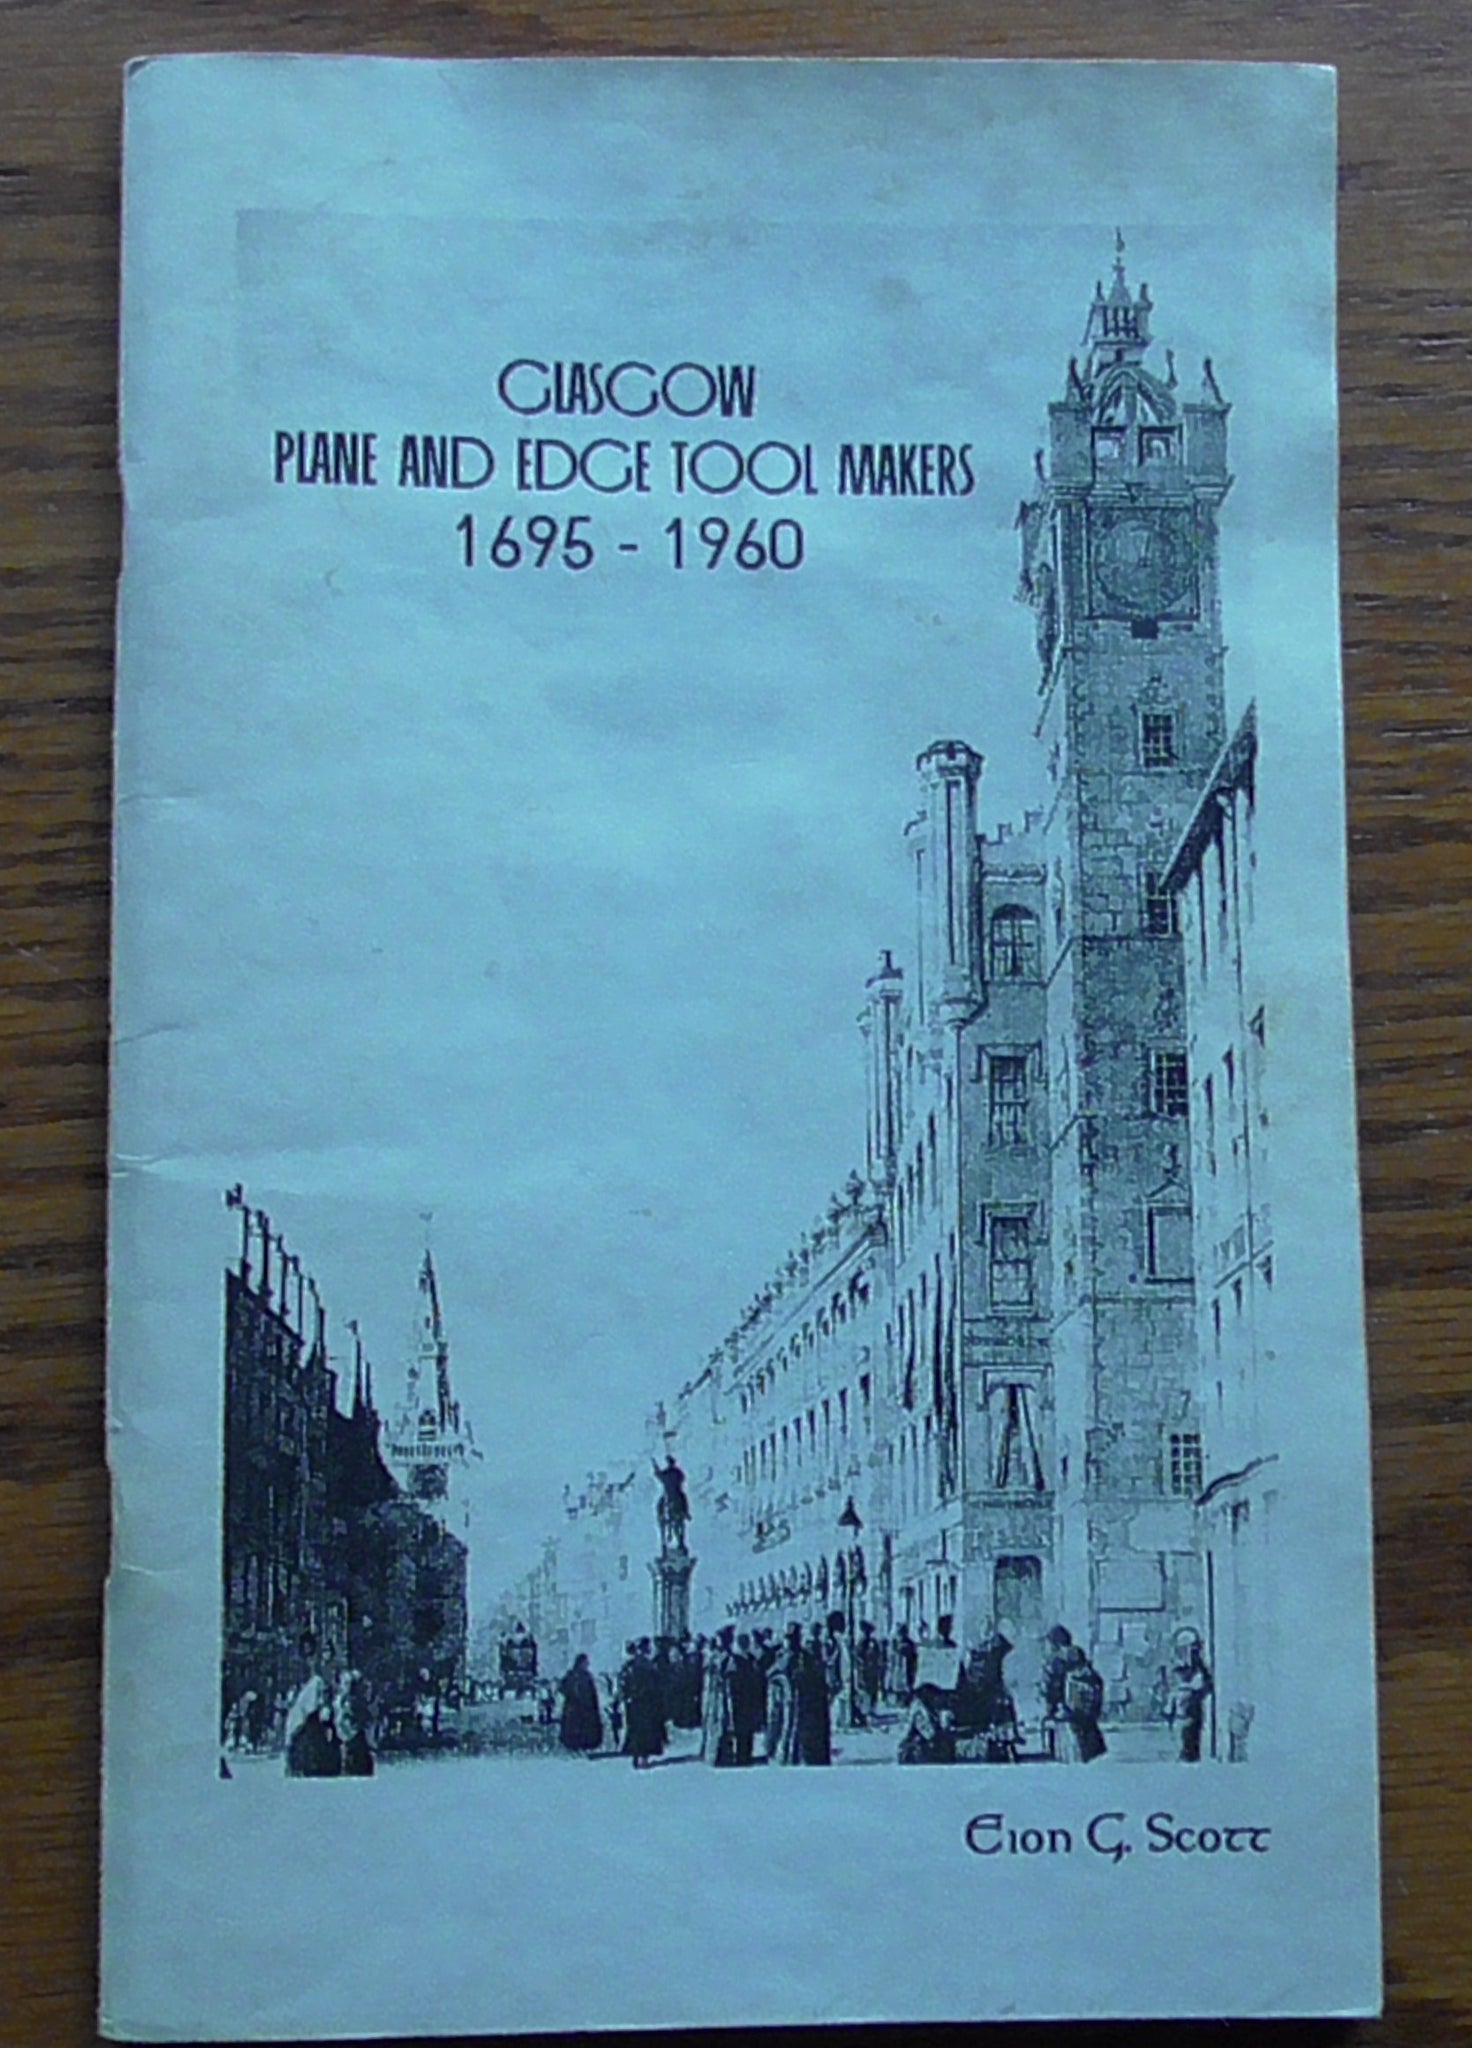 GLASGOW
PLANE AND EDGE TOOL MAKERS
1695 - 1960
Eion G. Scott